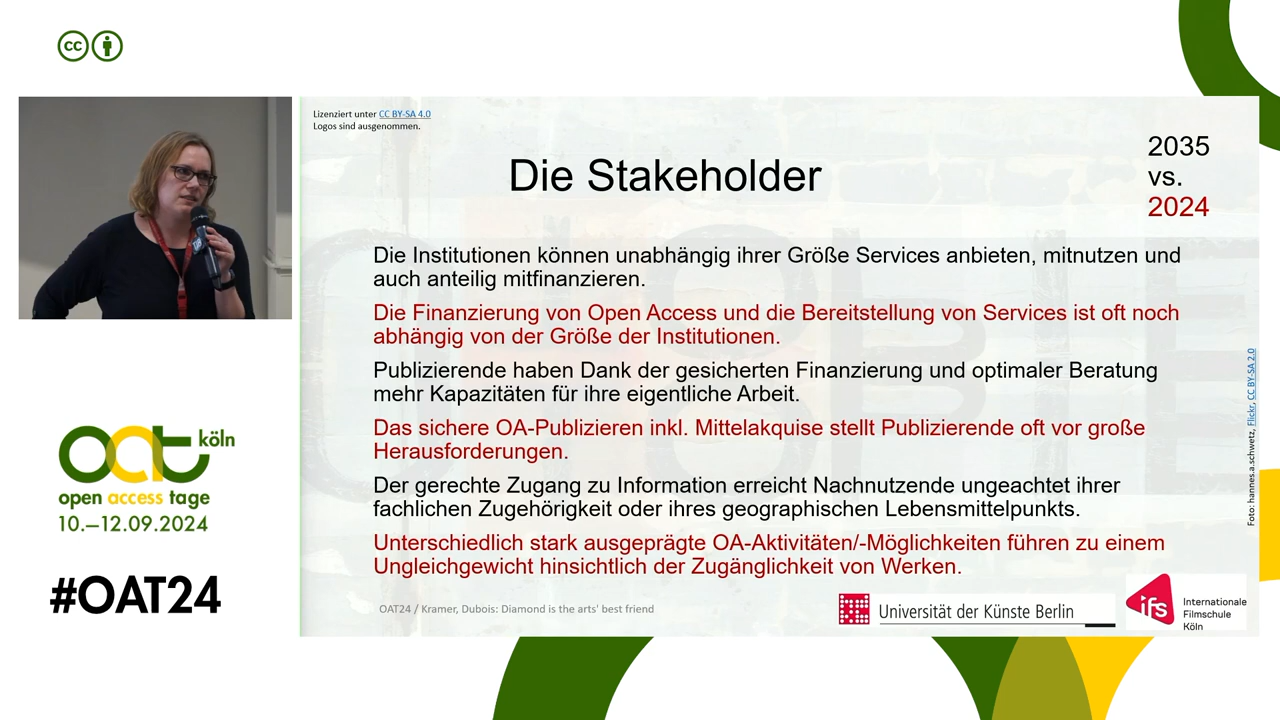 cc
Lizenziert unter CC BY-SA 4.0
Logos sind ausgenommen.
Die Stakeholder
2035
vs.
2024
Die Institutionen können unabhängig ihrer Größe Services anbieten, mitnutzen und
auch anteilig mitfinanzieren.
Die Finanzierung von Open Access und die Bereitstellung von Services ist oft noch
abhängig von der Größe der Institutionen.
Publizierende haben Dank der gesicherten Finanzierung und optimaler Beratung
mehr Kapazitäten für ihre eigentliche Arbeit.
Das sichere OA-Publizieren inkl. Mittelakquise stellt Publizierende oft vor große
Herausforderungen.
Der gerechte Zugang zu Information erreicht Nachnutzende ungeachtet ihrer
fachlichen Zugehörigkeit oder ihres geographischen Lebensmittelpunkts.
Unterschiedlich stark ausgeprägte OA-Aktivitäten/-Möglichkeiten führen zu einem
Ungleichgewicht hinsichtlich der Zugänglichkeit von Werken.
Foto: hannes.a.schwetz, Flickr, CC BY-SA 2.0
OAT24 / Kramer, Dubois: Diamond is the arts' best friend
Universität der Künste Berlin
ifs
Internationale
Filmschule
Köln
oat köln
open access tage
10.–12.09.2024
#OAT24